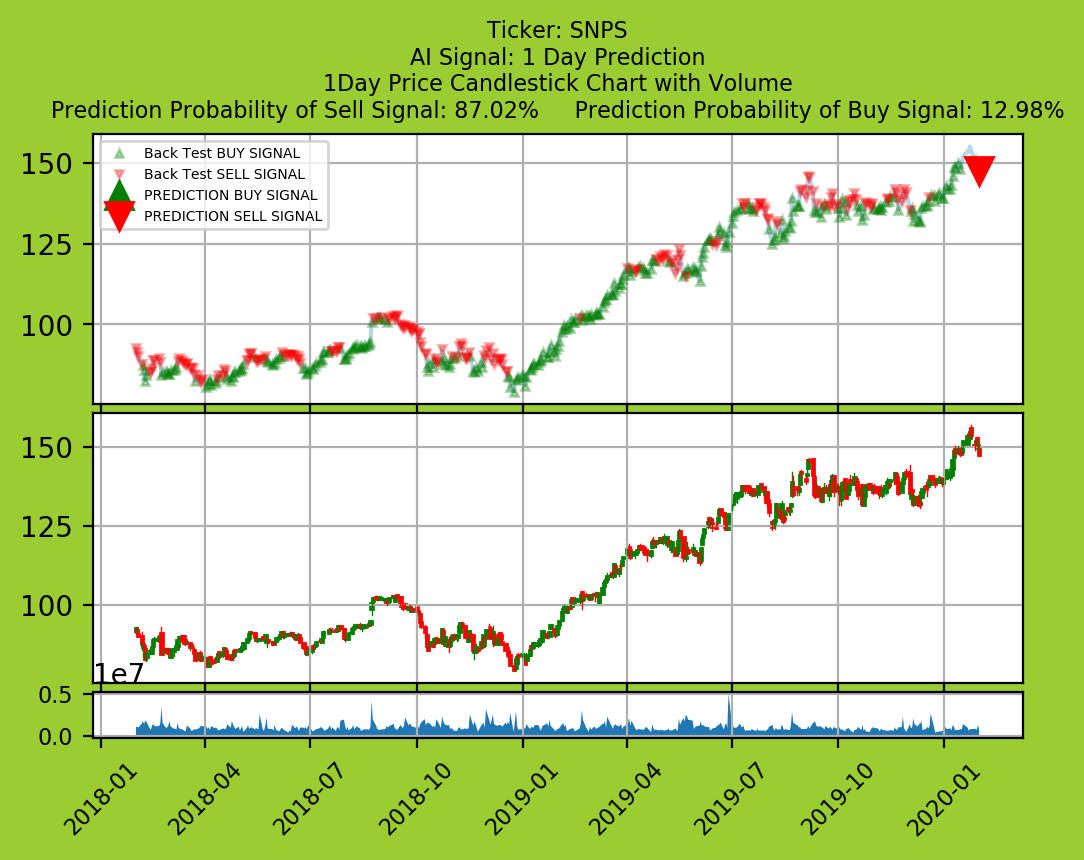 Ticker: SNPS
AI Signal: 1 Day Prediction
1Day Price Candlestick Chart with Volume
Prediction Probability of Sell Signal: 87.02% Prediction Probability of Buy Signal: 12.98%
Back Test BUY SIGNAL
Back Test SELL SIGNAL
PREDICTION BUY SIGNAL
PREDICTION SELL SIGNAL
150
125
100
150
125
100
1e7
0.5
0.0
2018-01
2018-04
2018-07
2018-10
2019-01
2019-04
2019-07
2019-10
2020-01